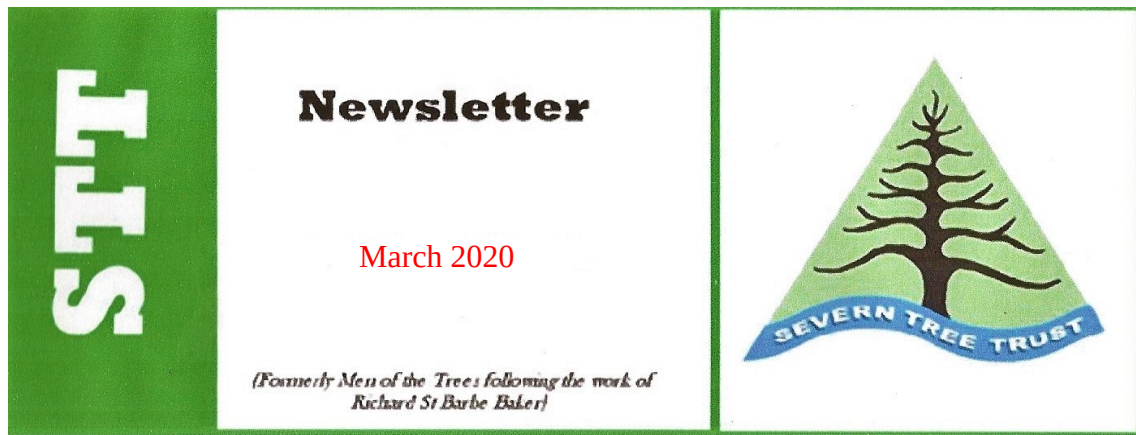 STT
Newsletter
March 2020
(Formerly Men of the Trees following the work of
Richard St Barbe Baker)
SEVERN TREE TRUST